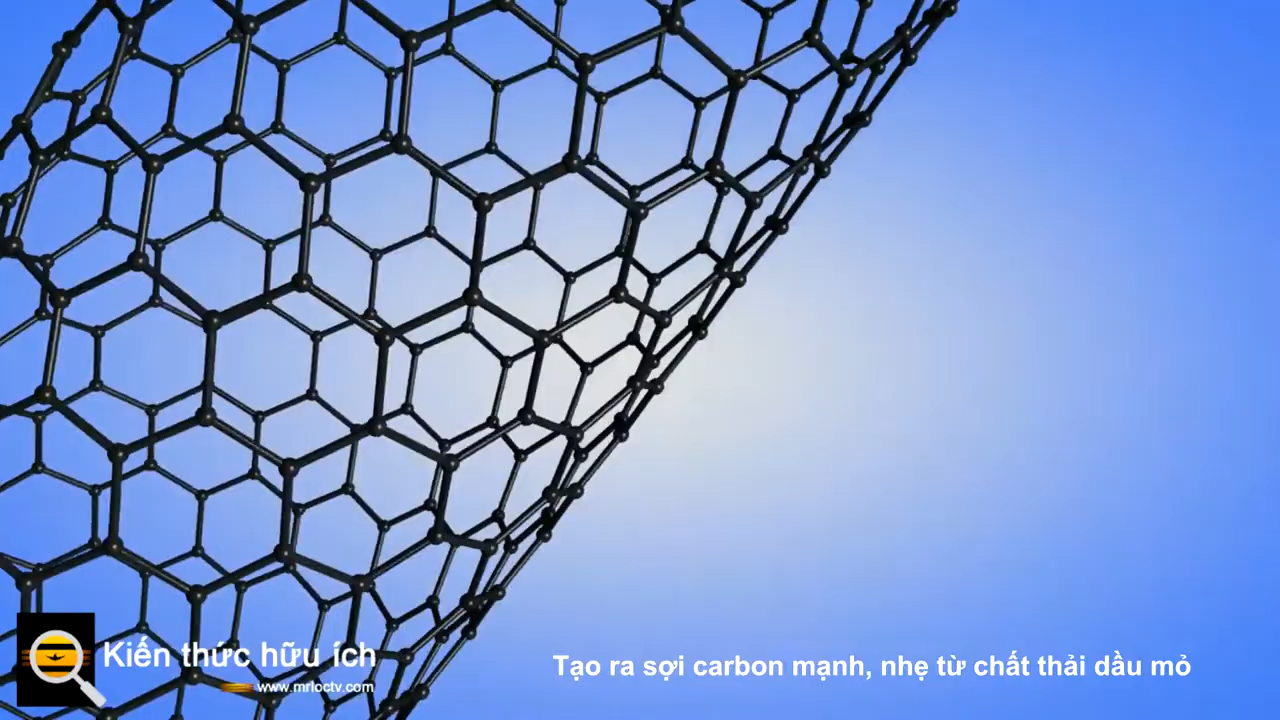 Kiến thức hữu ích
www.mrloctv.com
Tạo ra sợi carbon mạnh, nhẹ từ chất thải dầu mỏ